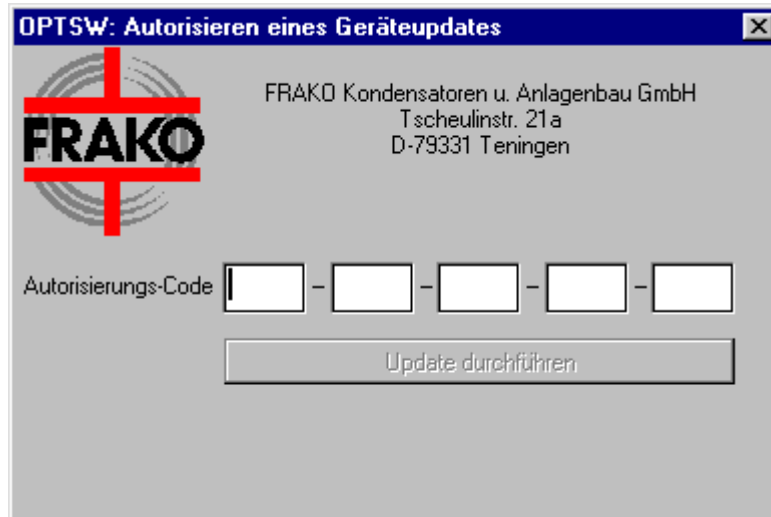 OPTSW: Autorisieren eines Geräteupdates
FRAKO
FRAKO Kondensatoren u. Anlagenbau GmbH
Tscheulinstr. 21a
D-79331 Teningen
Autorisierungs-Code - - - -
Update durchführen